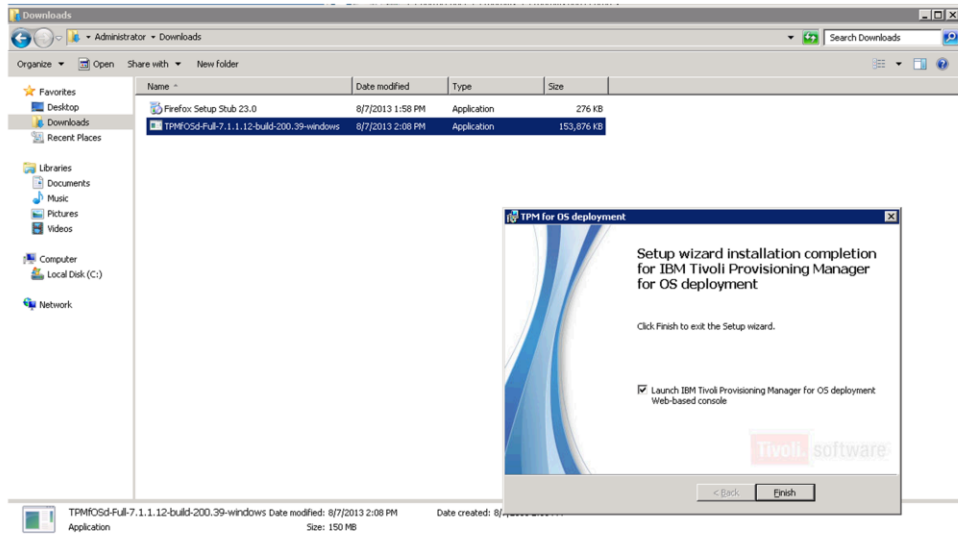 Downloads
Administrator
Downloads
Search Downloads
Organize
Open
Share with
New folder
Favorites
Desktop
Downloads
Recent Places
Libraries
Documents
Music
Pictures
Videos
Computer
Local Disk (C:)
Network
Name Date modified Type Size
Firefox Setup Stub 23.0 8/7/2013 1:58 PM Application 276 KB
TPMfOSd-Full-7.1.1.12-build-200.39-windows 8/7/2013 2:08 PM Application 153,876 KB
TPM for OS deployment
Setup wizard installation completion
for IBM Tivoli Provisioning Manager
for OS deployment
Click Finish to exit the Setup wizard.
Launch IBM Tivoli Provisioning Manager for OS deployment
Web-based console
Tivoli. software
< Back
Finish
TPMfOSd-Full-7.1.1.12-build-200.39-windows Date modified: 8/7/2013 2:08 PM Date created:
Application Size: 150 MB